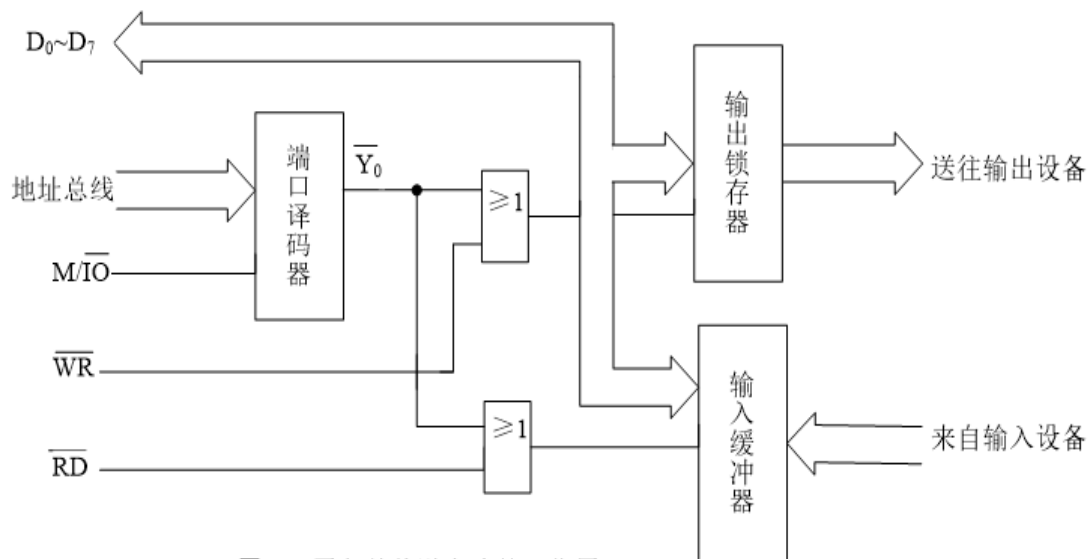 D₀~D₇
输出锁存器
送往输出设备
地址总线
端口译码器
Y̅₀
≥1
M/I̅O̅
W̅R̅
≥1
R̅D̅
输入缓冲器
来自输入设备